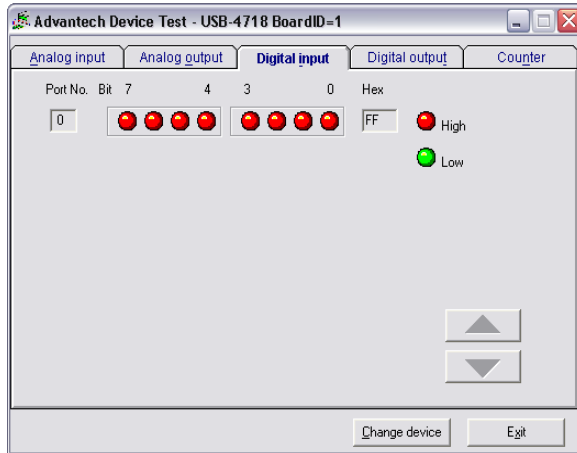 Advantech Device Test - USB-4718 BoardID=1
Analog input Analog output Digital input Digital output Counter
Port No. Bit 7 4 3 0 Hex
0 FF High
Low
Change device Exit